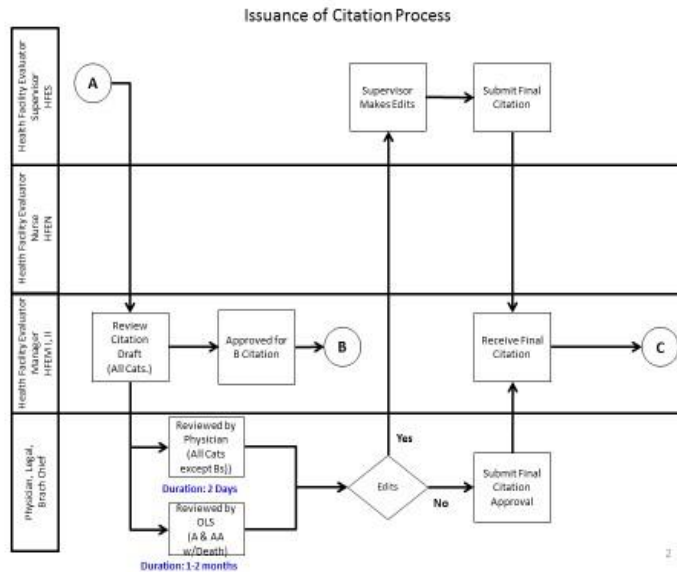 Issuance of Citation Process
Health Facility Evaluator
Supervisor
HFES
A
Supervisor
Makes Edits
Submit Final
Citation
Health Facility Evaluator
Nurse
HFEN
Health Facility Evaluator
Manager
HFEM I, II
Review
Citation
Draft
(All Cats.)
Approved for
B Citation
B
Receive Final
Citation
C
Physician, Legal,
Brach Chief
Reviewed by
Physician
(All Cats
except Bs))
Duration: 2 Days
Reviewed by
OLS
(A & AA
w/Death)
Duration: 1-2 months
Edits
Yes
No
Submit Final
Citation
Approval
2